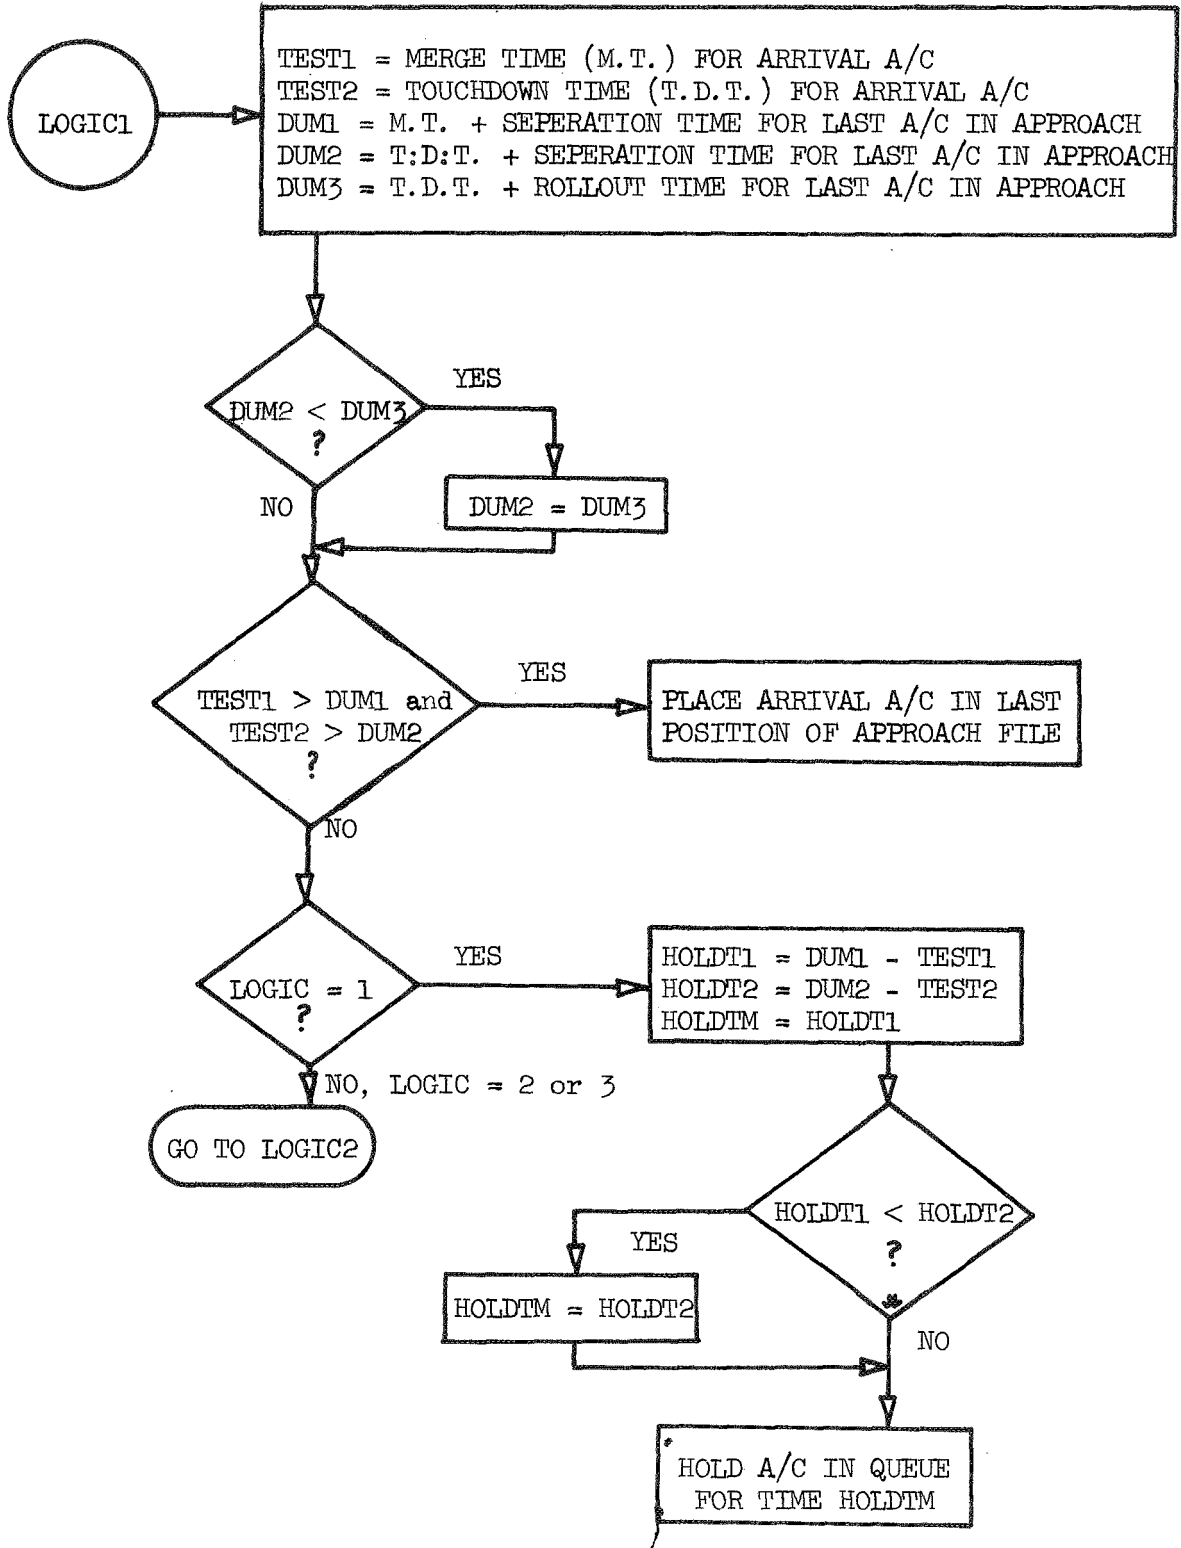 LOGIC1
TEST1 = MERGE TIME (M.T.) FOR ARRIVAL A/C
TEST2 = TOUCHDOWN TIME (T.D.T.) FOR ARRIVAL A/C
DUM1 = M.T. + SEPERATION TIME FOR LAST A/C IN APPROACH
DUM2 = T:D:T. + SEPERATION TIME FOR LAST A/C IN APPROACH
DUM3 = T.D.T. + ROLLOUT TIME FOR LAST A/C IN APPROACH
DUM2 < DUM3
?
YES
NO
DUM2 = DUM3
TEST1 > DUM1 and
TEST2 > DUM2
?
YES
PLACE ARRIVAL A/C IN LAST
POSITION OF APPROACH FILE
NO
LOGIC = 1
?
YES
HOLDT1 = DUM1 - TEST1
HOLDT2 = DUM2 - TEST2
HOLDTM = HOLDT1
NO, LOGIC = 2 or 3
GO TO LOGIC2
HOLDT1 < HOLDT2
?
YES
HOLDTM = HOLDT2
NO
HOLD A/C IN QUEUE
FOR TIME HOLDTM